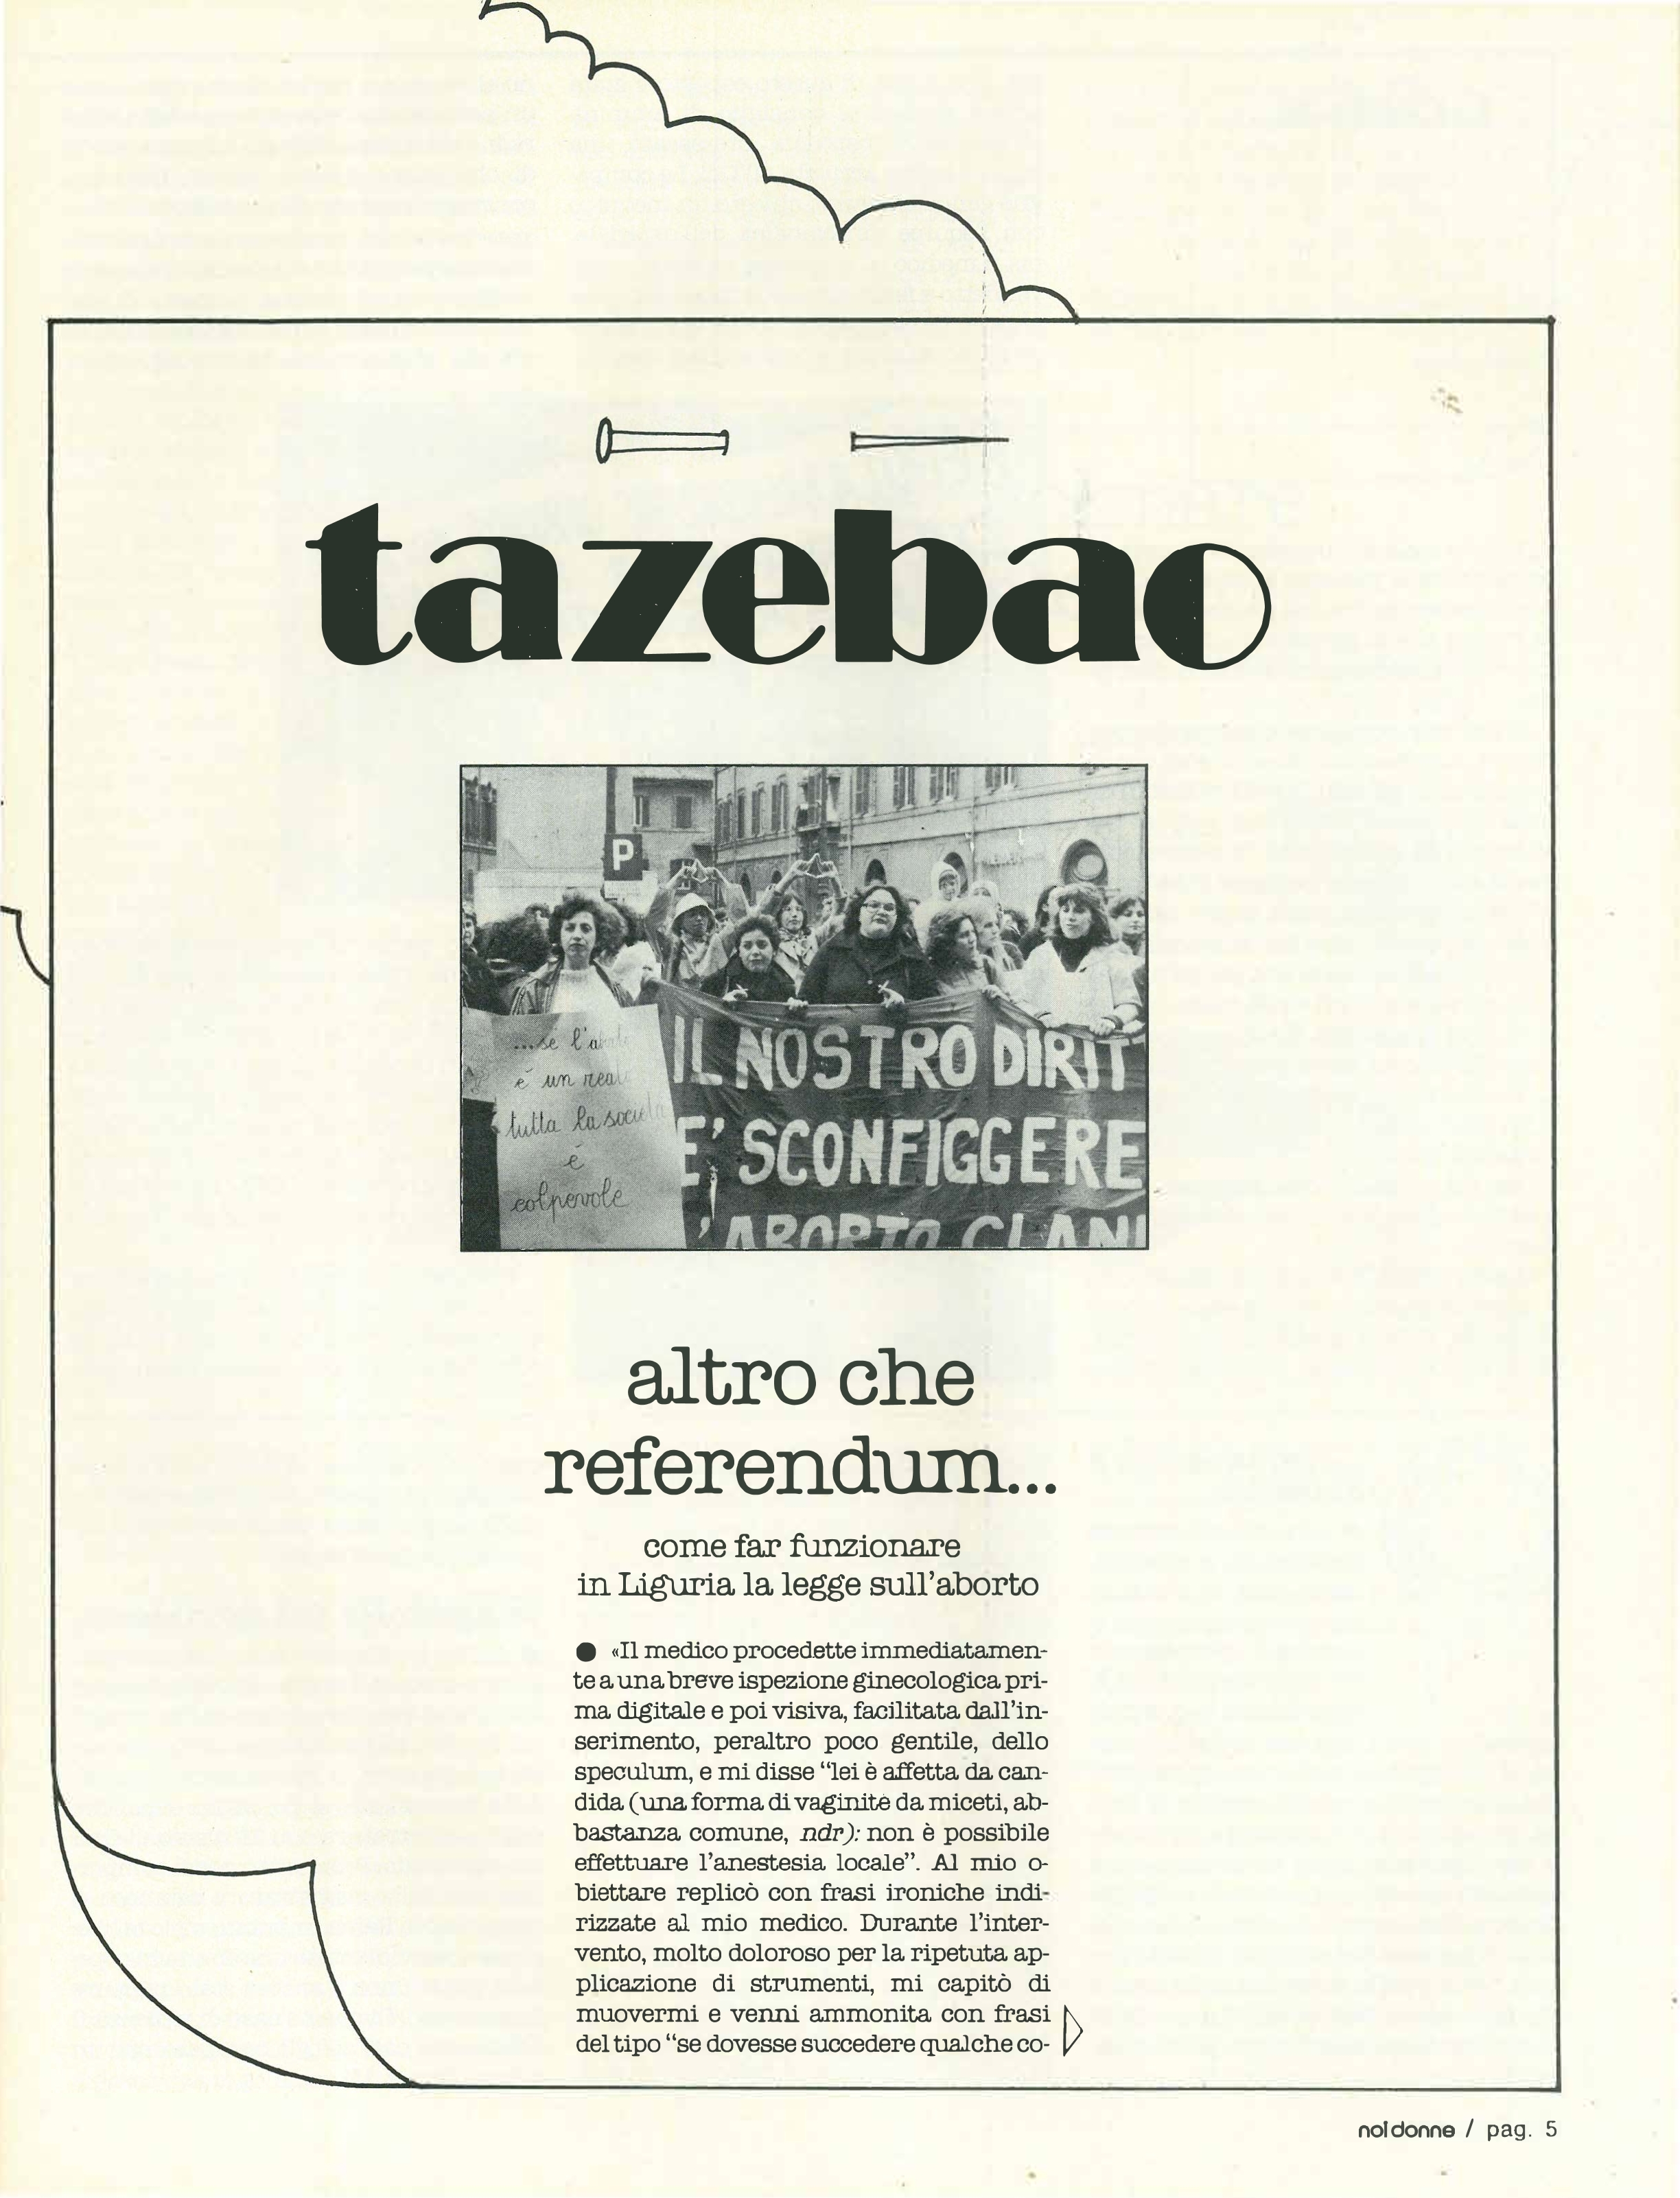 tazebao
P
...se l'
è un
tutta la società
è
colpevole
IL NOSTRO DIRIT
E' SCONFIGGERE
'ABORTO CLAN
altro che
referendum...
come far funzionare
in Liguria la legge sull'aborto
● «Il medico procedette immediatamen-
te a una breve ispezione ginecologica pri-
ma digitale e poi visiva, facilitata dall'in-
serimento, peraltro poco gentile, dello
speculum, e mi disse “lei è affetta da can-
dida (una forma di vaginite da miceti, ab-
bastanza comune, ndr): non è possibile
effettuare l'anestesia locale”. Al mio o-
biettare replicò con frasi ironiche indi-
rizzate al mio medico. Durante l'inter-
vento, molto doloroso per la ripetuta ap-
plicazione di strumenti, mi capitò di
muovermi e venni ammonita con frasi
del tipo “se dovesse succedere qualche co-
noi donne / pag. 5